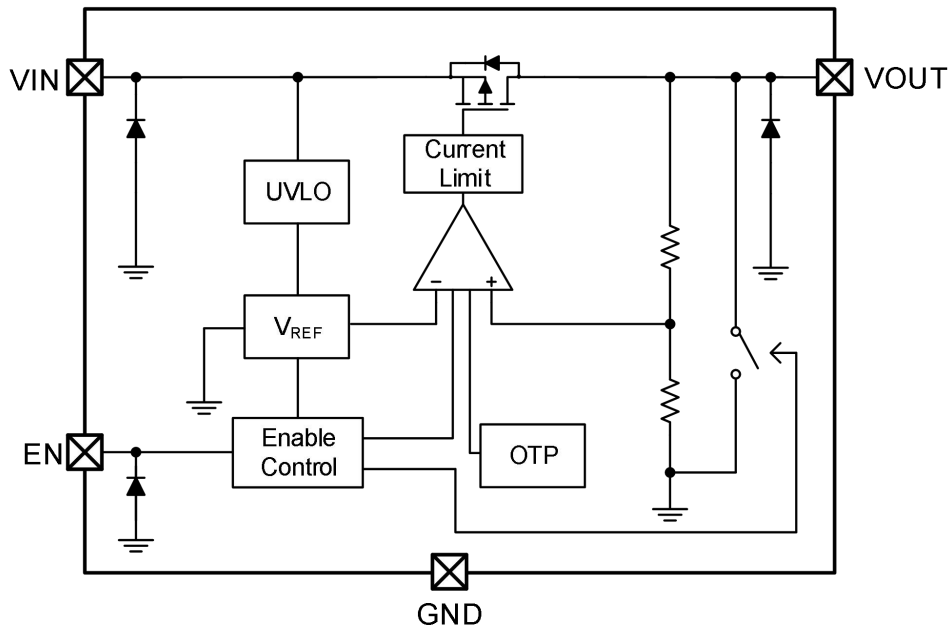 VIN
VOUT
Current
Limit
UVLO
− +
VREF
EN
Enable
Control
OTP
GND